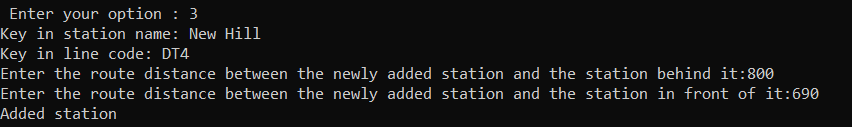 Enter your option : 3
Key in station name: New Hill
Key in line code: DT4
Enter the route distance between the newly added station and the station behind it:800
Enter the route distance between the newly added station and the station in front of it:690
Added station